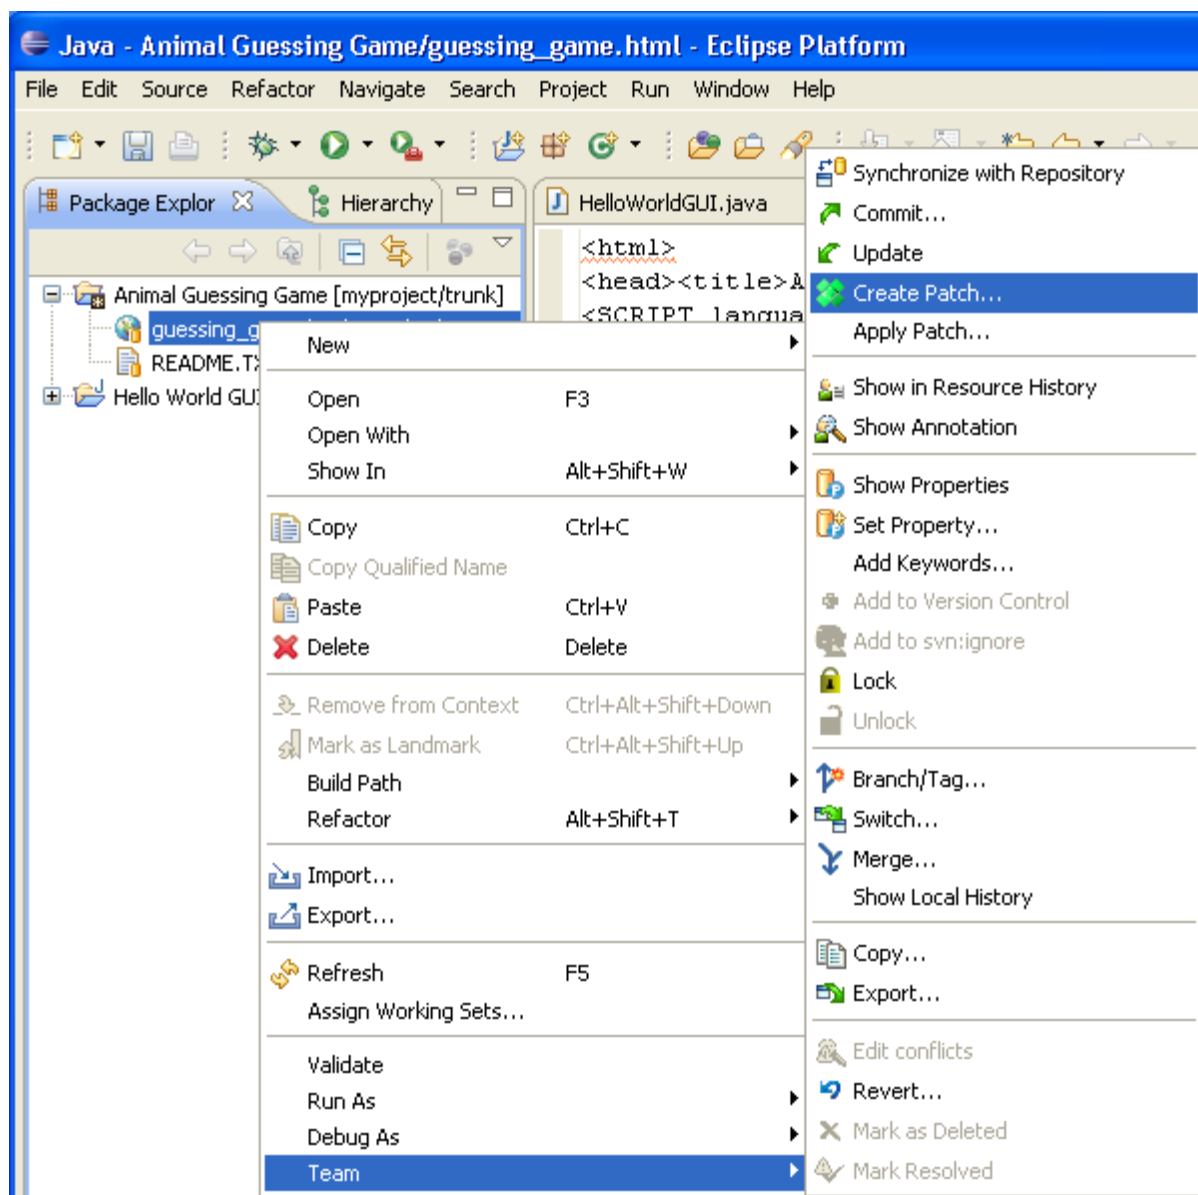 Java - Animal Guessing Game/guessing_game.html - Eclipse Platform
File Edit Source Refactor Navigate Search Project Run Window Help
Package Explor Hierarchy
HelloWorldGUI.java
Animal Guessing Game [myproject/trunk]
guessing_g
README.TX
Hello World GU
<html>
<head><title>A
<SCRIPT langua
New
Open F3
Open With
Show In Alt+Shift+W
Copy Ctrl+C
Copy Qualified Name
Paste Ctrl+V
Delete Delete
Remove from Context Ctrl+Alt+Shift+Down
Mark as Landmark Ctrl+Alt+Shift+Up
Build Path
Refactor Alt+Shift+T
Import...
Export...
Refresh F5
Assign Working Sets...
Validate
Run As
Debug As
Team
Synchronize with Repository
Commit...
Update
Create Patch...
Apply Patch...
Show in Resource History
Show Annotation
Show Properties
Set Property...
Add Keywords...
Add to Version Control
Add to svn:ignore
Lock
Unlock
Branch/Tag...
Switch...
Merge...
Show Local History
Copy...
Export...
Edit conflicts
Revert...
Mark as Deleted
Mark Resolved